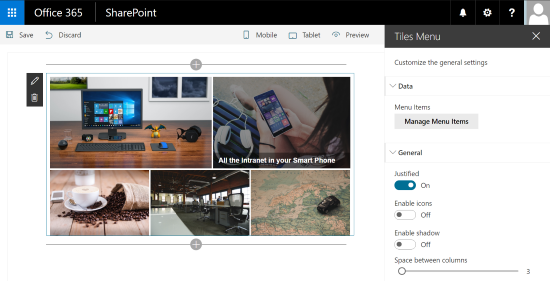 Office 365 SharePoint
Save Discard Mobile Tablet Preview
Tiles Menu
Customize the general settings
Data
Menu Items
Manage Menu Items
General
Justified
On
Enable icons
Off
Enable shadow
Off
Space between columns
3
All the Intranet in your Smart Phone